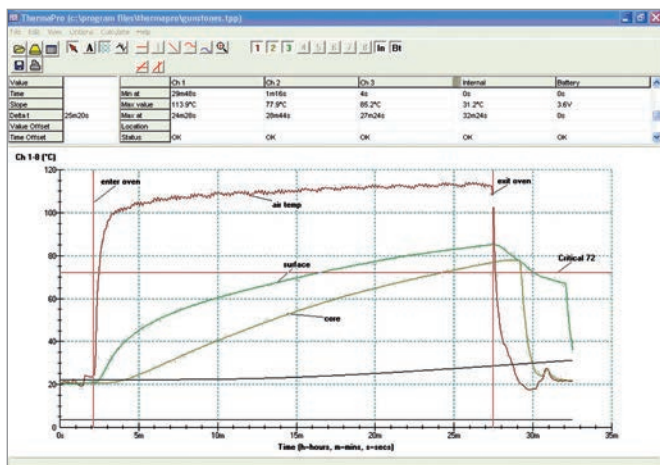 ThermaPro (c:\program files\thermapro\gunstones.tpp)
File Edit View Options Calculate Help
A 1 2 3 4 5 6 7 8 In Bt
Value Ch 1 Ch 2 Ch 3 Internal Battery
Time Min at 29m48s 1m16s 4s 0s 0s
Slope Max value 113.9°C 77.9°C 85.2°C 31.2°C 3.6V
Delta t 25m20s Max at 24m28s 28m44s 27m24s 32m24s 0s
Value Offset Location
Time Offset Status OK OK OK OK OK
Ch 1-8 (°C)
120
enter oven
exit oven
100
air temp
80
surface
Critical 72
60
core
40
20
0
0s 5m 10m 15m 20m 25m 30m 35m
Time (h-hours, m-mins, s-secs)